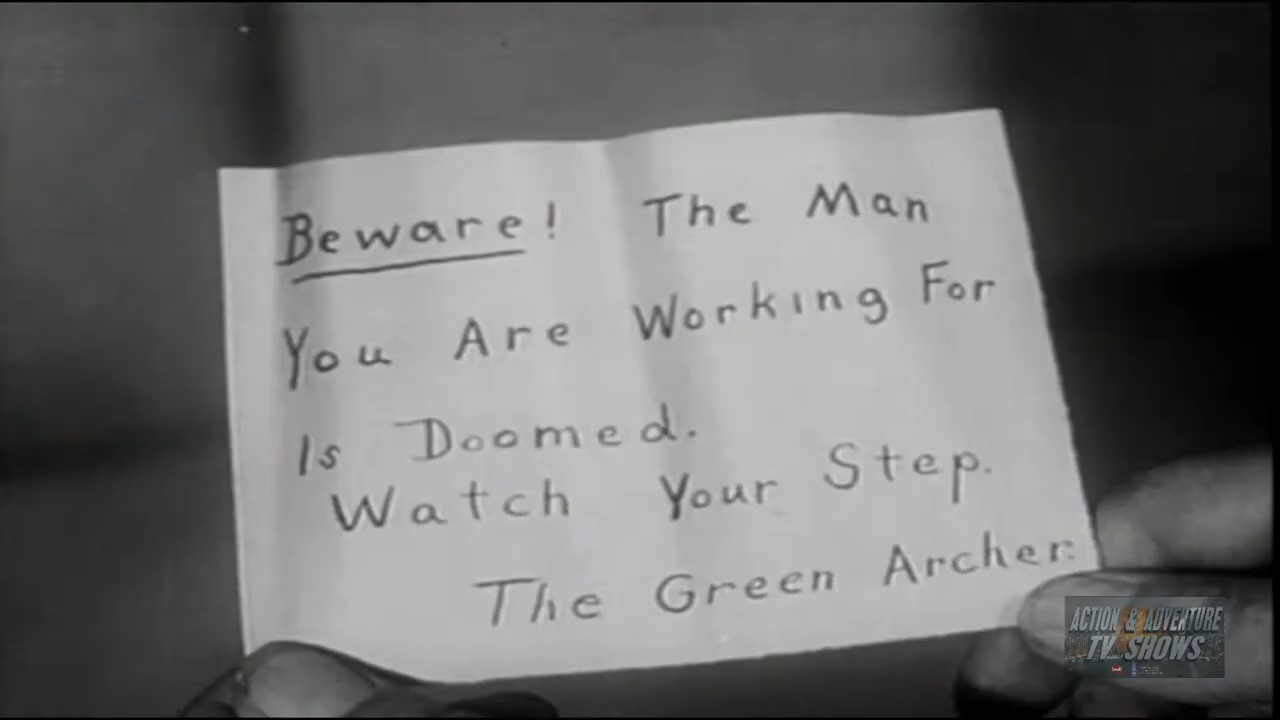 Beware! The Man
You Are Working For
Is Doomed.
Watch Your Step.
The Green Archer.
ACTION & ADVENTURE
TV SHOWS